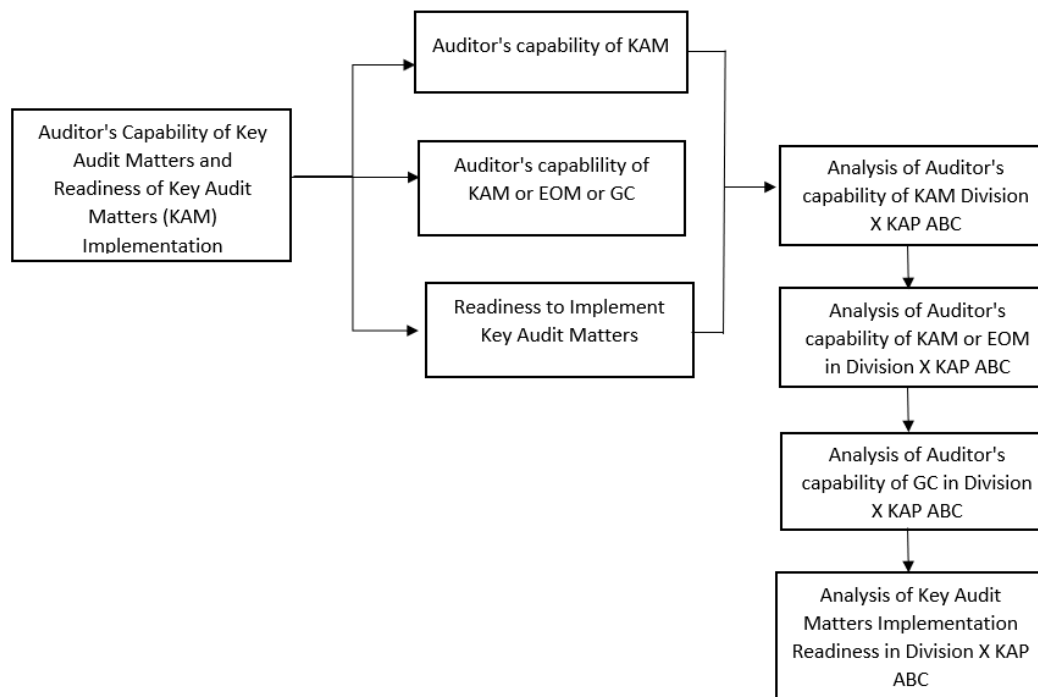 Auditor's capability of KAM
Auditor's Capability of Key
Audit Matters and
Readiness of Key Audit
Matters (KAM)
Implementation
Auditor's capablility of
KAM or EOM or GC
Readiness to Implement
Key Audit Matters
Analysis of Auditor's
capability of KAM Division
X KAP ABC
Analysis of Auditor's
capability of KAM or EOM
in Division X KAP ABC
Analysis of Auditor's
capability of GC in Division
X KAP ABC
Analysis of Key Audit
Matters Implementation
Readiness in Division X KAP
ABC